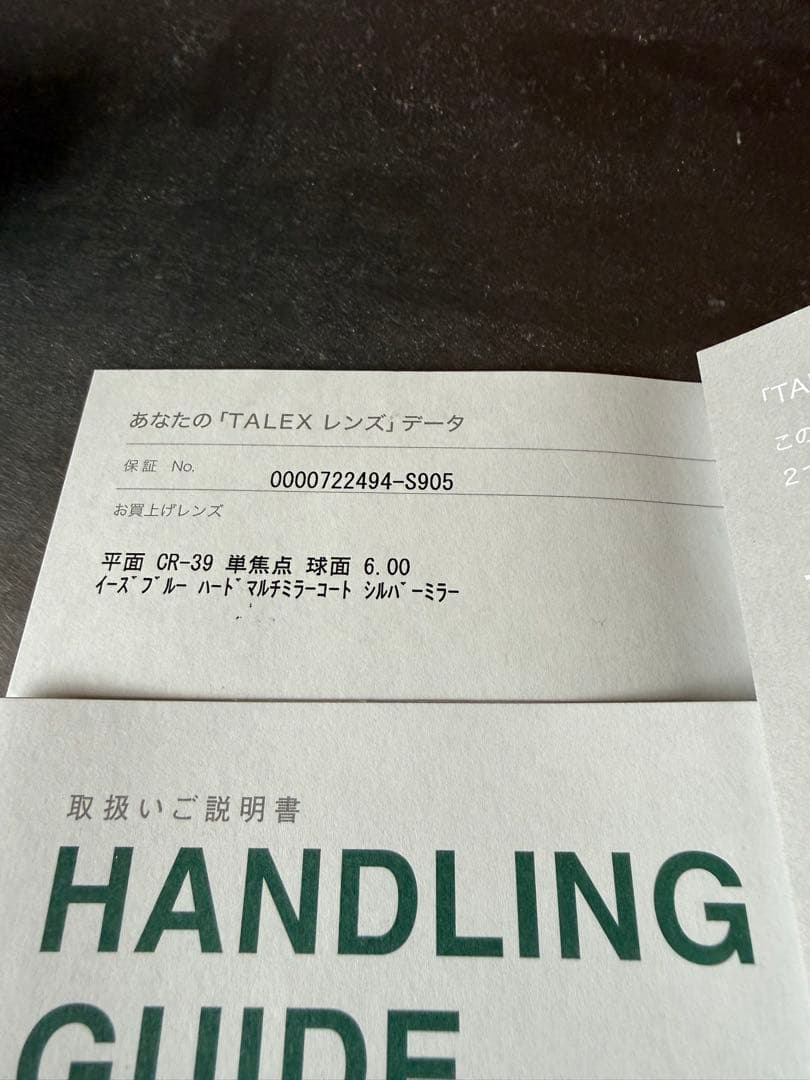 あなたの「TALEX レンズ」データ
保証 No.
0000722494-S905
お買上げレンズ
平面 CR-39 単焦点 球面 6.00
イーズブルー ハードマルチミラーコート シルバーミラー
「TA
この
取扱いご説明書
HANDLING
GUIDE